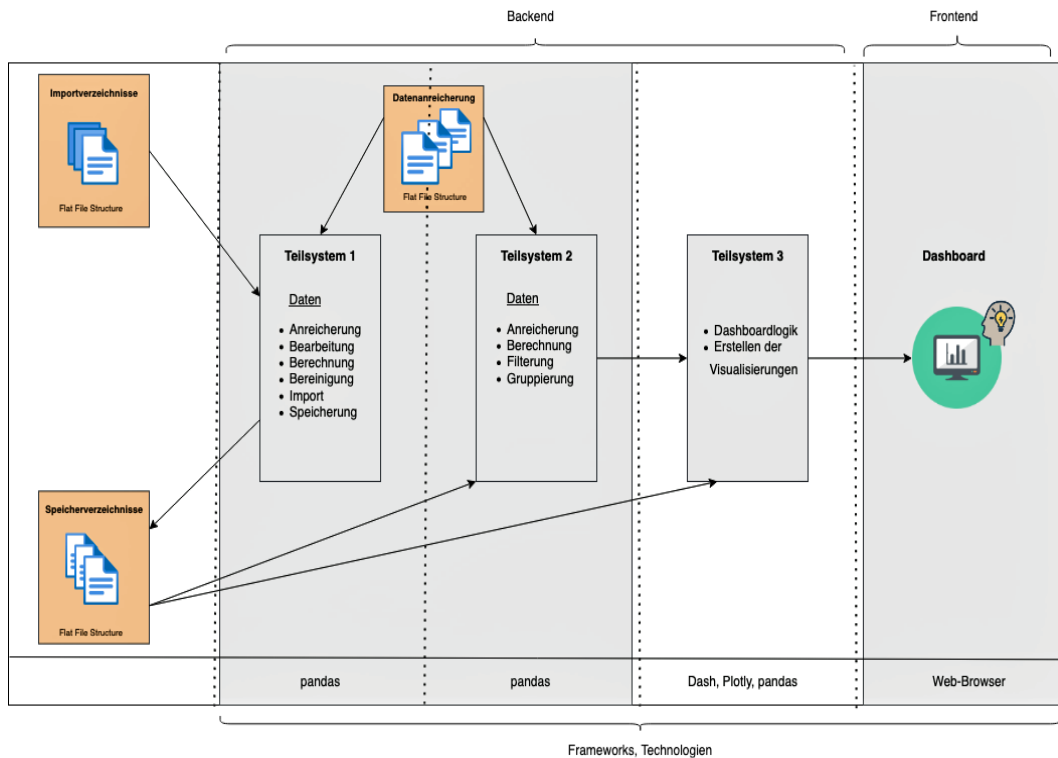 Backend
Frontend
Importverzeichnisse
Flat File Structure
Datenanreicherung
Flat File Structure
Teilsystem 1
Daten
• Anreicherung
• Bearbeitung
• Berechnung
• Bereinigung
• Import
• Speicherung
Teilsystem 2
Daten
• Anreicherung
• Berechnung
• Filterung
• Gruppierung
Teilsystem 3
• Dashboardlogik
• Erstellen der
Visualisierungen
Dashboard
Speicherverzeichnisse
Flat File Structure
pandas
pandas
Dash, Plotly, pandas
Web-Browser
Frameworks, Technologien